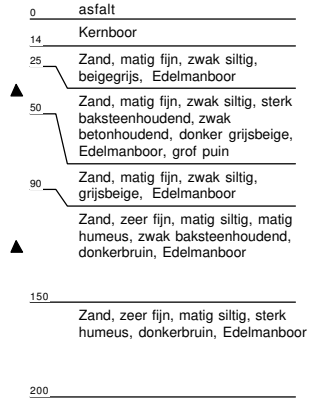 0 asfalt
14 Kernboor
25 Zand, matig fijn, zwak siltig,
beigegrijs, Edelmanboor
50 Zand, matig fijn, zwak siltig, sterk
baksteenhoudend, zwak
betonhoudend, donker grijsbeige,
Edelmanboor, grof puin
90 Zand, matig fijn, zwak siltig,
grijsbeige, Edelmanboor
Zand, zeer fijn, matig siltig, matig
humeus, zwak baksteenhoudend,
donkerbruin, Edelmanboor
150
Zand, zeer fijn, matig siltig, sterk
humeus, donkerbruin, Edelmanboor
200